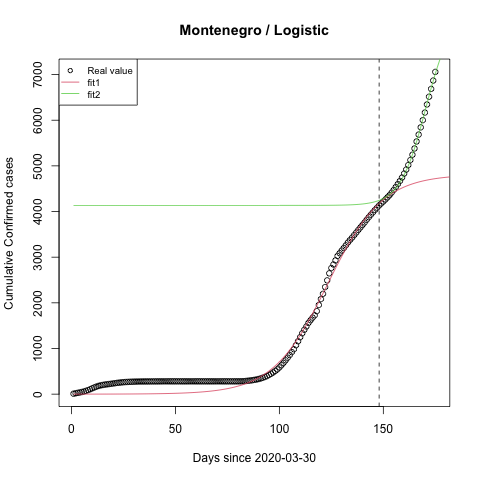 Montenegro / Logistic
Real value
fit1
fit2
Cumulative Confirmed cases
7000
6000
5000
4000
3000
2000
1000
0
0 50 100 150
Days since 2020-03-30